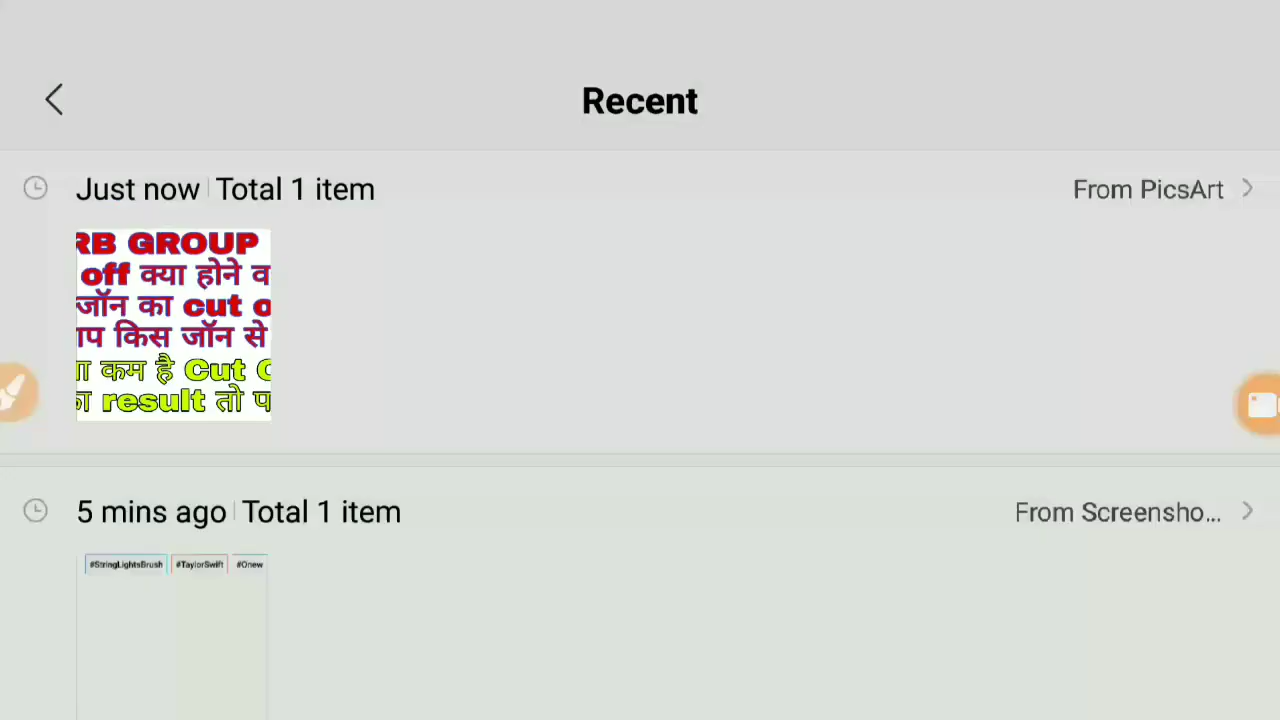 Recent
Just now Total 1 item
From PicsArt
RB GROUP
off क्या होने व
जॉन का cut o
किस जॉन से
कम है Cut
result तो प
5 mins ago Total 1 item
From Screensho...
#StringLightsBrush #TaylorSwift #Onew